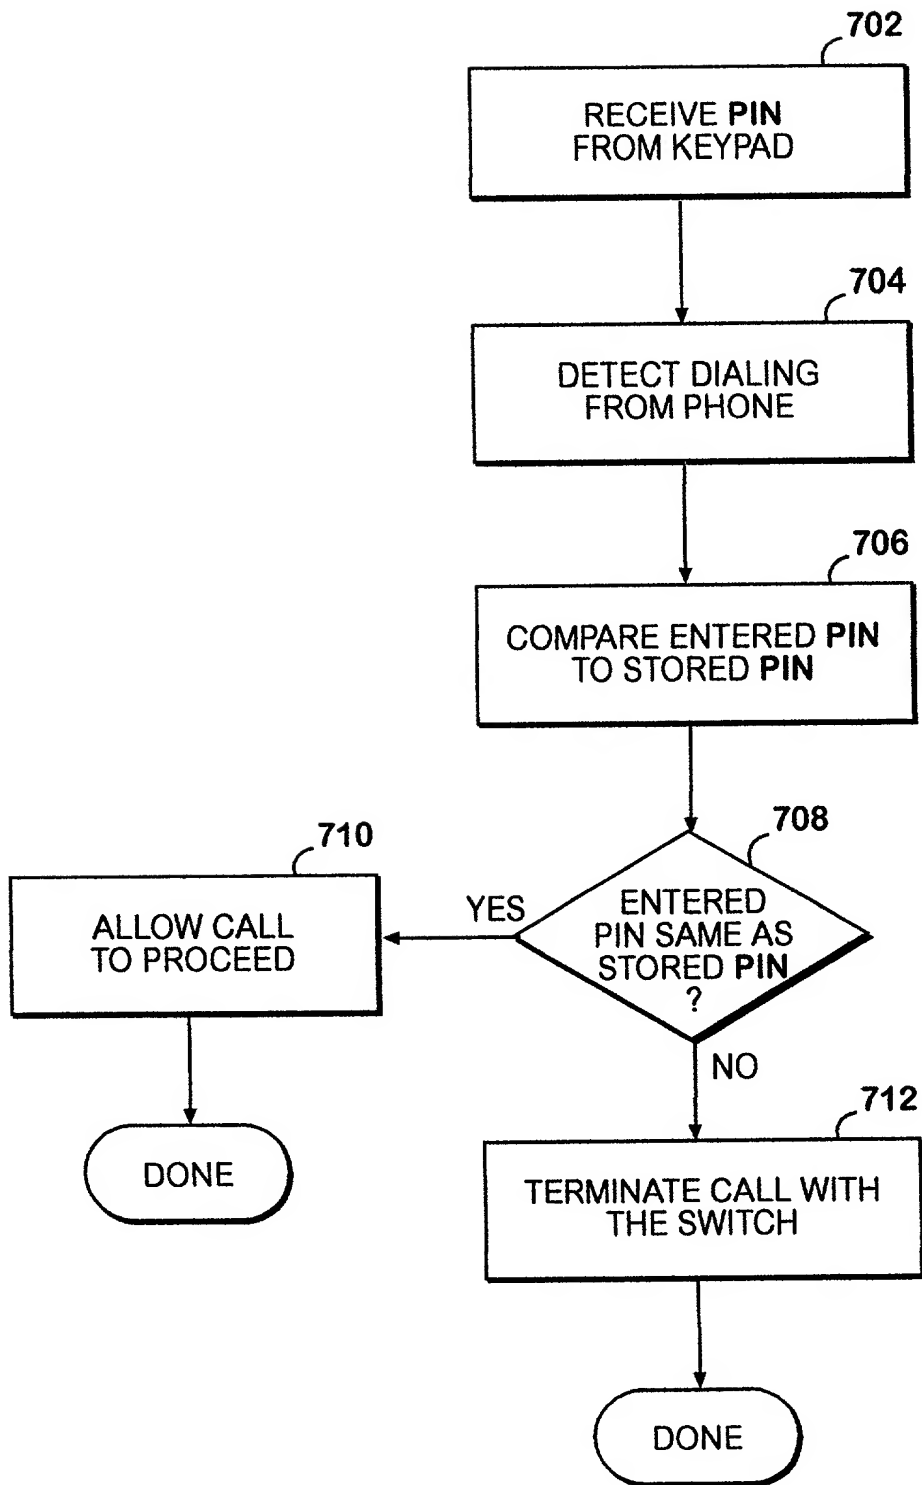 702
RECEIVE PIN
FROM KEYPAD
704
DETECT DIALING
FROM PHONE
706
COMPARE ENTERED PIN
TO STORED PIN
708
ENTERED
PIN SAME AS
STORED PIN
?
YES
710
ALLOW CALL
TO PROCEED
DONE
NO
712
TERMINATE CALL WITH
THE SWITCH
DONE